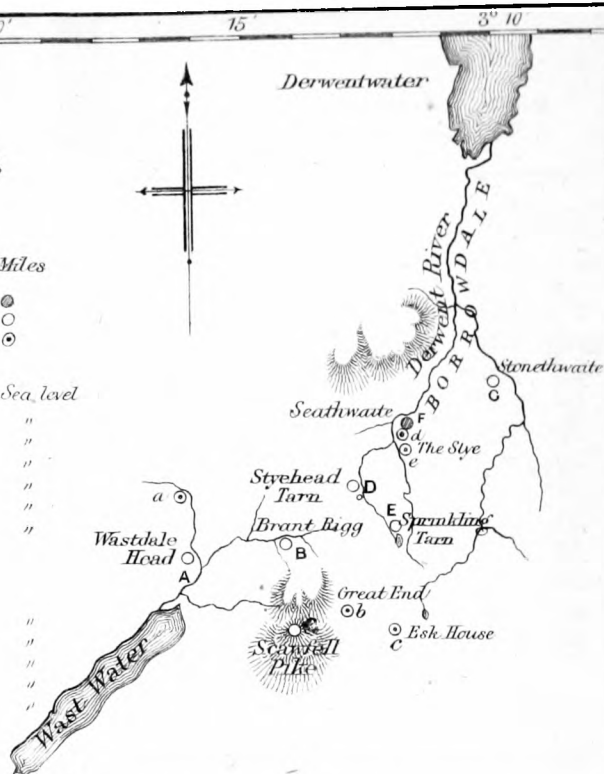 15'
3° 10'
Derwentwater
Derwent River
BORROWDALE
Miles
Sea level
"
"
"
"
"
Stonethwaite
G
Seathwaite
F
d
The Stye
e
Styehead
Tarn
D
a
E
Sprinkling
Tarn
Brant Rigg
B
Wastdale
Head
A
Great End
b
Scawfell
Pike
C
Esk House
c
Wast Water
"
"
"
"
"